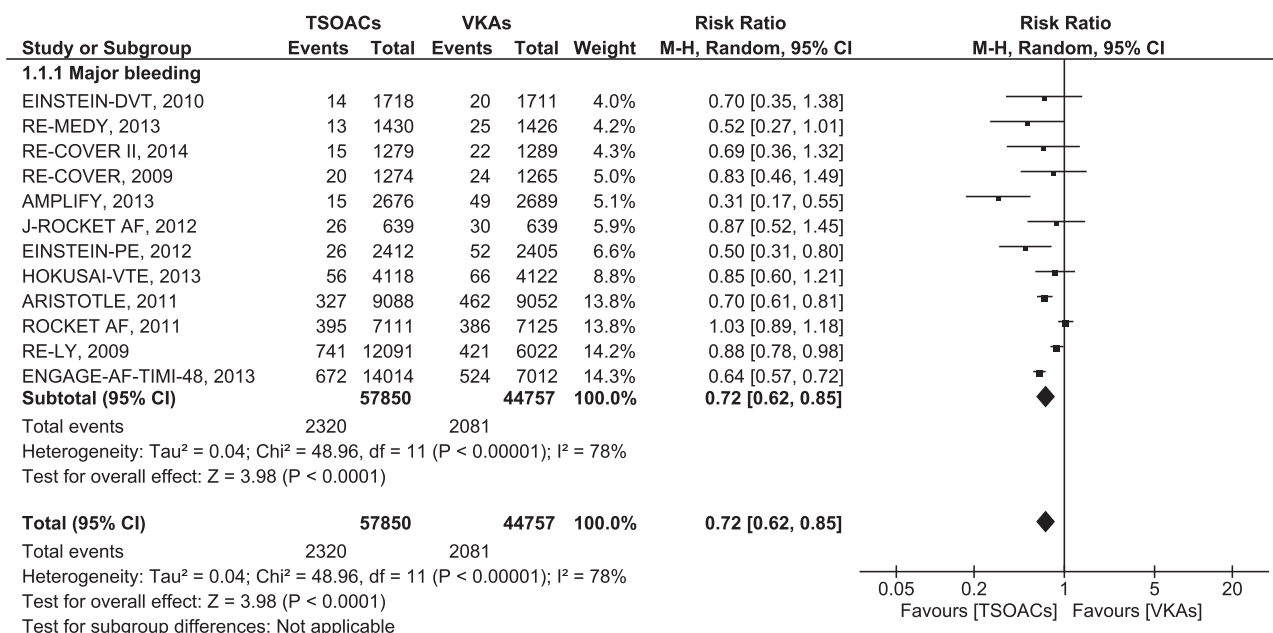 TSOACs VKAs Risk Ratio Risk Ratio
Study or Subgroup Events Total Events Total Weight M-H, Random, 95% CI M-H, Random, 95% CI
1.1.1 Major bleeding
EINSTEIN-DVT, 2010 14 1718 20 1711 4.0% 0.70 [0.35, 1.38]
RE-MEDY, 2013 13 1430 25 1426 4.2% 0.52 [0.27, 1.01]
RE-COVER II, 2014 15 1279 22 1289 4.3% 0.69 [0.36, 1.32]
RE-COVER, 2009 20 1274 24 1265 5.0% 0.83 [0.46, 1.49]
AMPLIFY, 2013 15 2676 49 2689 5.1% 0.31 [0.17, 0.55]
J-ROCKET AF, 2012 26 639 30 639 5.9% 0.87 [0.52, 1.45]
EINSTEIN-PE, 2012 26 2412 52 2405 6.6% 0.50 [0.31, 0.80]
HOKUSAI-VTE, 2013 56 4118 66 4122 8.8% 0.85 [0.60, 1.21]
ARISTOTLE, 2011 327 9088 462 9052 13.8% 0.70 [0.61, 0.81]
ROCKET AF, 2011 395 7111 386 7125 13.8% 1.03 [0.89, 1.18]
RE-LY, 2009 741 12091 421 6022 14.2% 0.88 [0.78, 0.98]
ENGAGE-AF-TIMI-48, 2013 672 14014 524 7012 14.3% 0.64 [0.57, 0.72]
Subtotal (95% CI) 57850 44757 100.0% 0.72 [0.62, 0.85]
Total events 2320 2081
Heterogeneity: Tau² = 0.04; Chi² = 48.96, df = 11 (P < 0.00001); I² = 78%
Test for overall effect: Z = 3.98 (P < 0.0001)
Total (95% CI) 57850 44757 100.0% 0.72 [0.62, 0.85]
Total events 2320 2081
Heterogeneity: Tau² = 0.04; Chi² = 48.96, df = 11 (P < 0.00001); I² = 78%
Test for overall effect: Z = 3.98 (P < 0.0001)
Test for subgroup differences: Not applicable
0.05 0.2 1 5 20
Favours [TSOACs] Favours [VKAs]